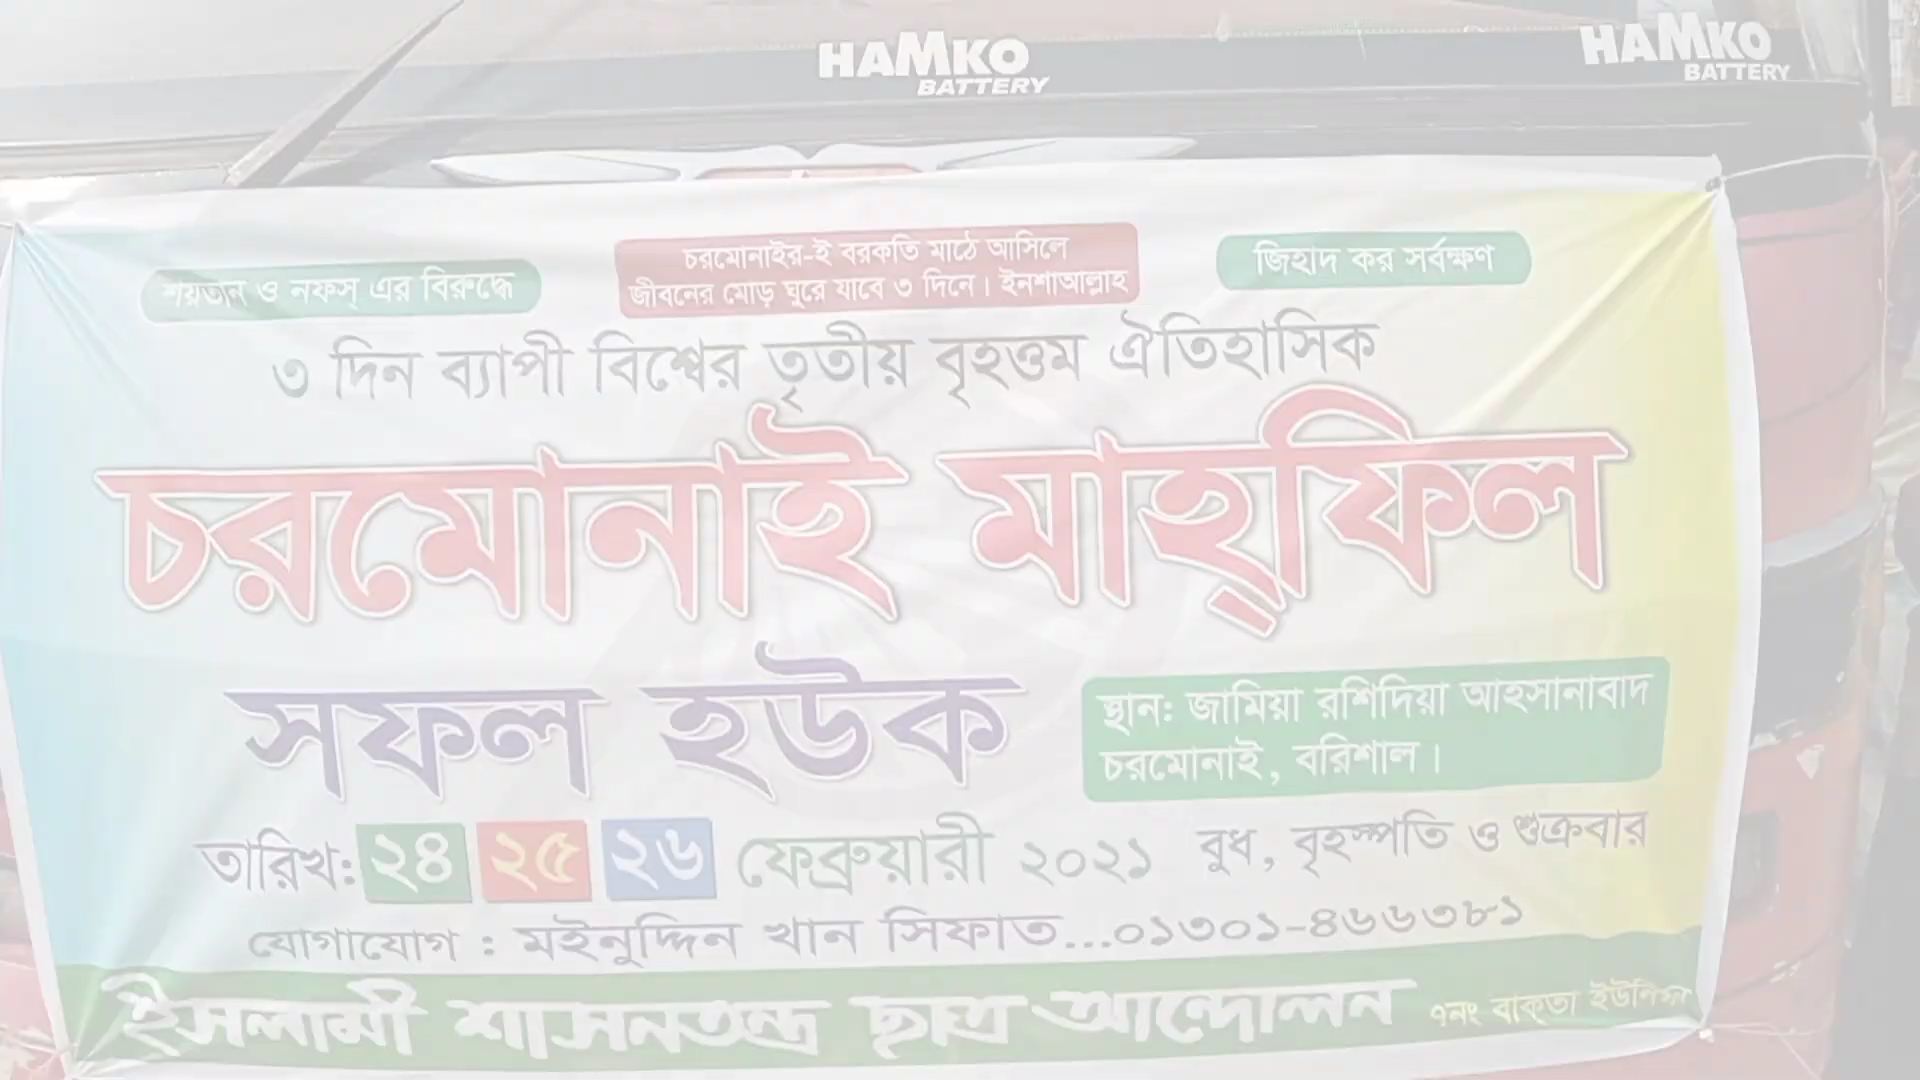 HAMKO
BATTERY
HAMKO
BATTERY
শয়তান ও নফস্ এর বিরুদ্ধে
চরমোনাইর-ই বরকতি মাঠে আসিলে
জীবনের মোড় ঘুরে যাবে ৩ দিনে। ইনশাআল্লাহ
জিহাদ কর সর্বক্ষণ
৩ দিন ব্যাপী বিশ্বের তৃতীয় বৃহত্তম ঐতিহাসিক
চরমোনাই মাহ্ফিল
সফল হউক
স্থান: জামিয়া রশিদিয়া আহসানাবাদ
চরমোনাই, বরিশাল।
তারিখ: ২৪ ২৫ ২৬ ফেব্রুয়ারী ২০২১ বুধ, বৃহস্পতি ও শুক্রবার
যোগাযোগ : মইনুদ্দিন খান সিফাত...০১৩০১-৪৬৬৩৮১
ইসলামী শাসনতন্ত্র ছাত্র আন্দোলন ৭নং বাক্তা ইউনিয়ন